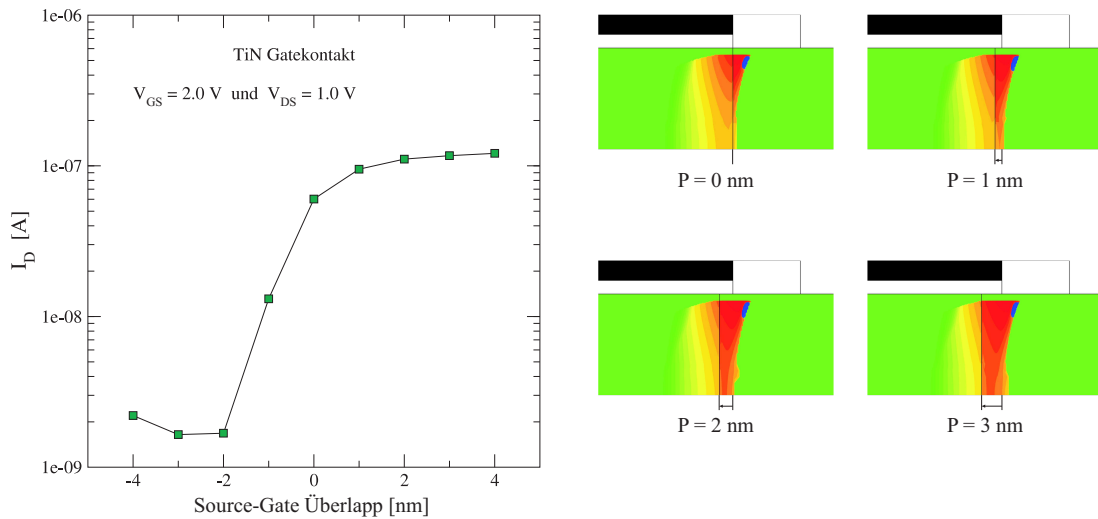 1e-06
TiN Gatekontakt
V_GS = 2.0 V und V_DS = 1.0 V
1e-07
I_D [A]
1e-08
1e-09
-4 -2 0 2 4
Source-Gate Überlapp [nm]
P = 0 nm
P = 1 nm
P = 2 nm
P = 3 nm